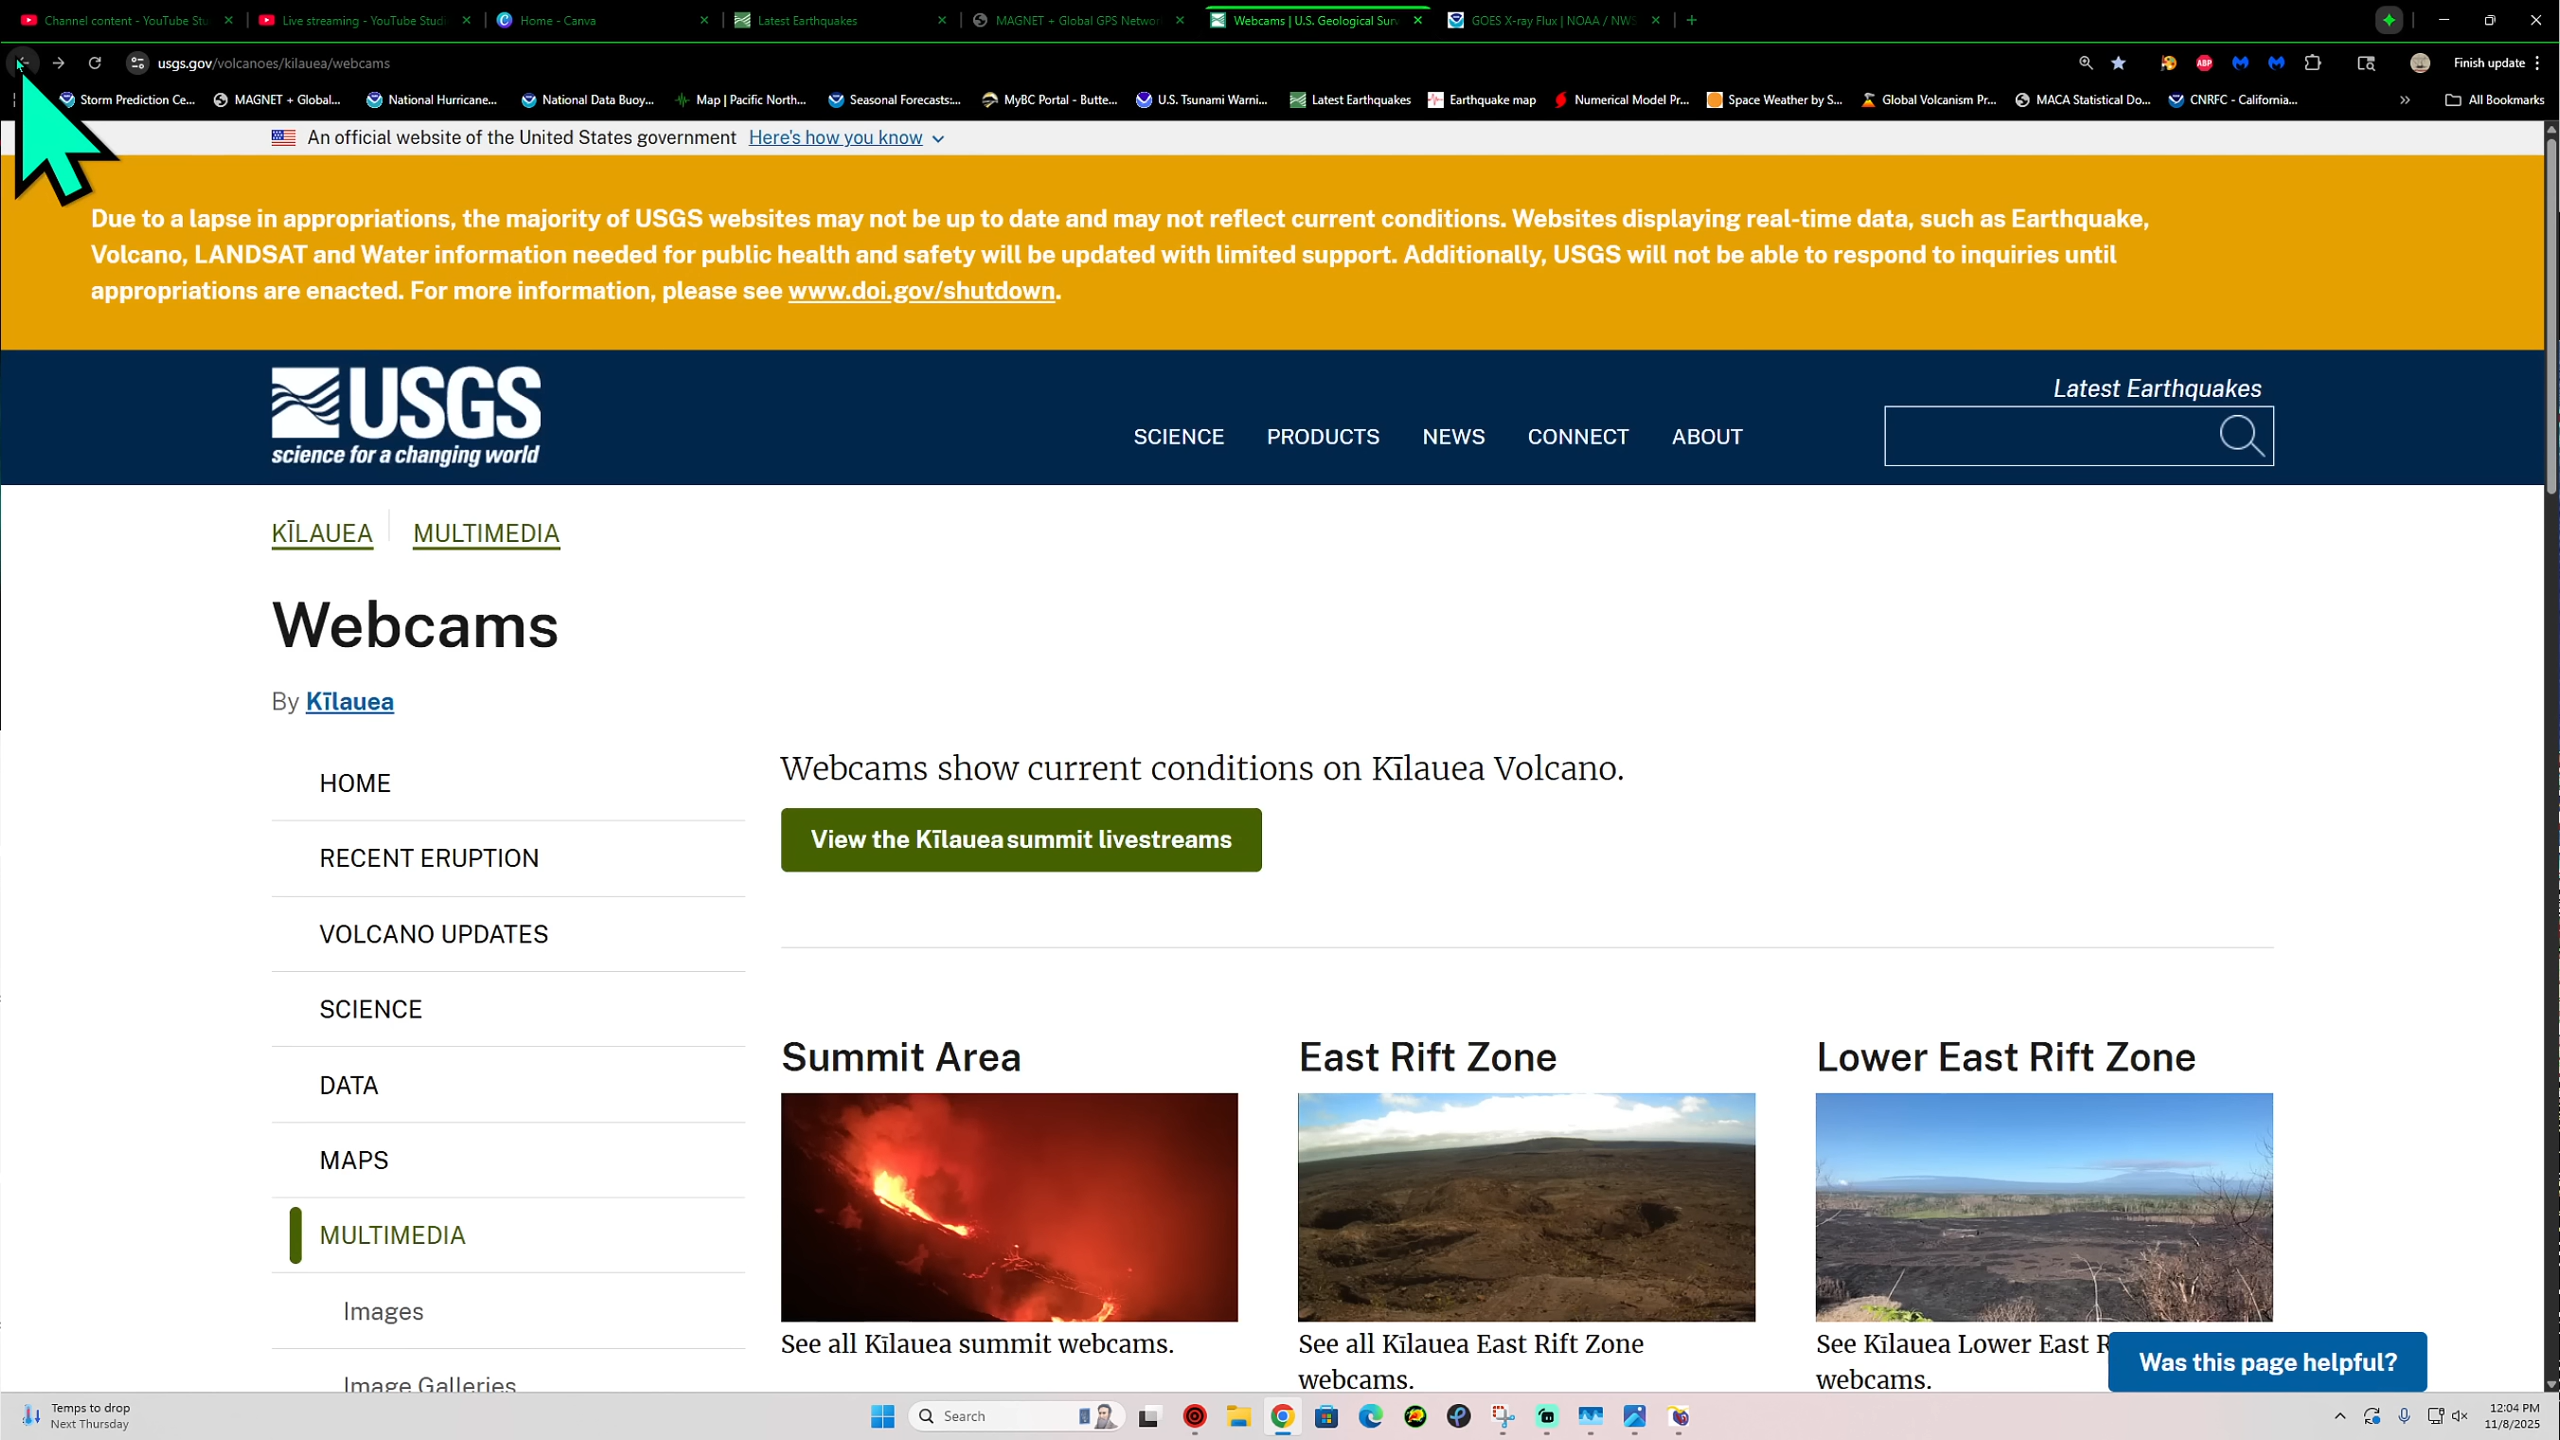 Channel content - YouTube Stu
Live streaming - YouTube Studi
Home - Canva
Latest Earthquakes
MAGNET + Global GPS Networ
Webcams | U.S. Geological Surv
GOES X-ray Flux | NOAA / NWS
usgs.gov/volcanoes/kilauea/webcams
ABP
Finish update
Storm Prediction Ce...
MAGNET + Global...
National Hurricane...
National Data Buoy...
Map | Pacific North...
Seasonal Forecasts:...
MyBC Portal - Butte...
U.S. Tsunami Warni...
Latest Earthquakes
Earthquake map
Numerical Model Pr...
Space Weather by S...
Global Volcanism Pr...
MACA Statistical Do...
CNRFC - California...
All Bookmarks
An official website of the United States government Here's how you know
Due to a lapse in appropriations, the majority of USGS websites may not be up to date and may not reflect current conditions. Websites displaying real-time data, such as Earthquake,
Volcano, LANDSAT and Water information needed for public health and safety will be updated with limited support. Additionally, USGS will not be able to respond to inquiries until
appropriations are enacted. For more information, please see www.doi.gov/shutdown.
USGS
science for a changing world
SCIENCE PRODUCTS NEWS CONNECT ABOUT
Latest Earthquakes
KĪLAUEA MULTIMEDIA
Webcams
By Kīlauea
HOME
RECENT ERUPTION
VOLCANO UPDATES
SCIENCE
DATA
MAPS
MULTIMEDIA
Images
Image Galleries
Webcams show current conditions on Kīlauea Volcano.
View the Kīlauea summit livestreams
Summit Area
See all Kīlauea summit webcams.
East Rift Zone
See all Kīlauea East Rift Zone
webcams.
Lower East Rift Zone
See Kīlauea Lower East R
webcams.
Was this page helpful?
Temps to drop
Next Thursday
Search
12:04 PM
11/8/2025